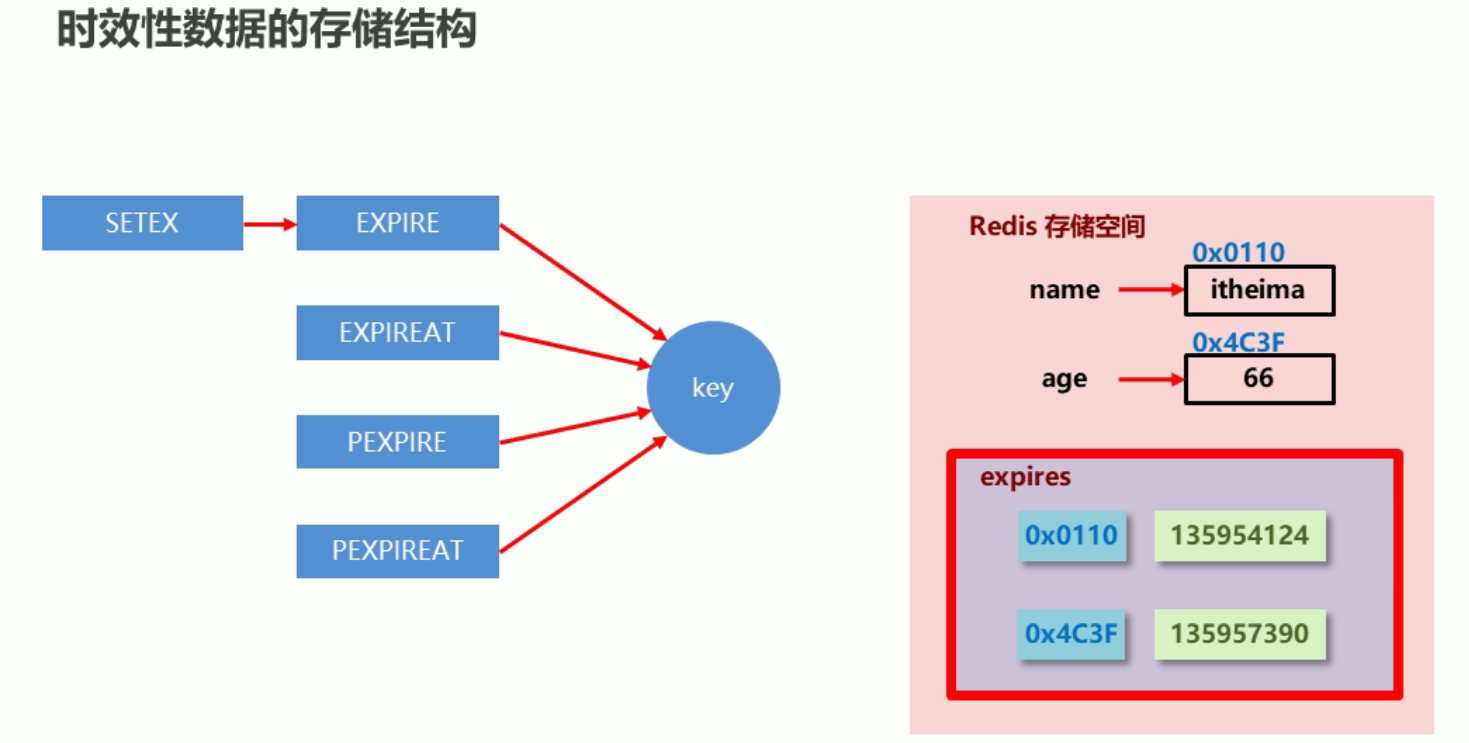 时效性数据的存储结构
SETEX
EXPIRE
EXPIREAT
PEXPIRE
PEXPIREAT
key
Redis 存储空间
0x0110
name
itheima
0x4C3F
age
66
expires
0x0110
135954124
0x4C3F
135957390